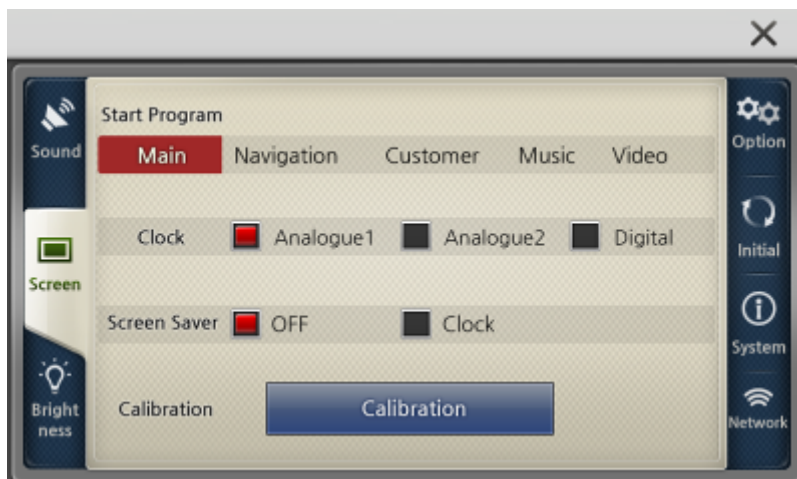 Sound
Screen
Bright
ness
Start Program
Main Navigation Customer Music Video
Clock Analogue1 Analogue2 Digital
Screen Saver OFF Clock
Calibration Calibration
Option
Initial
System
Network